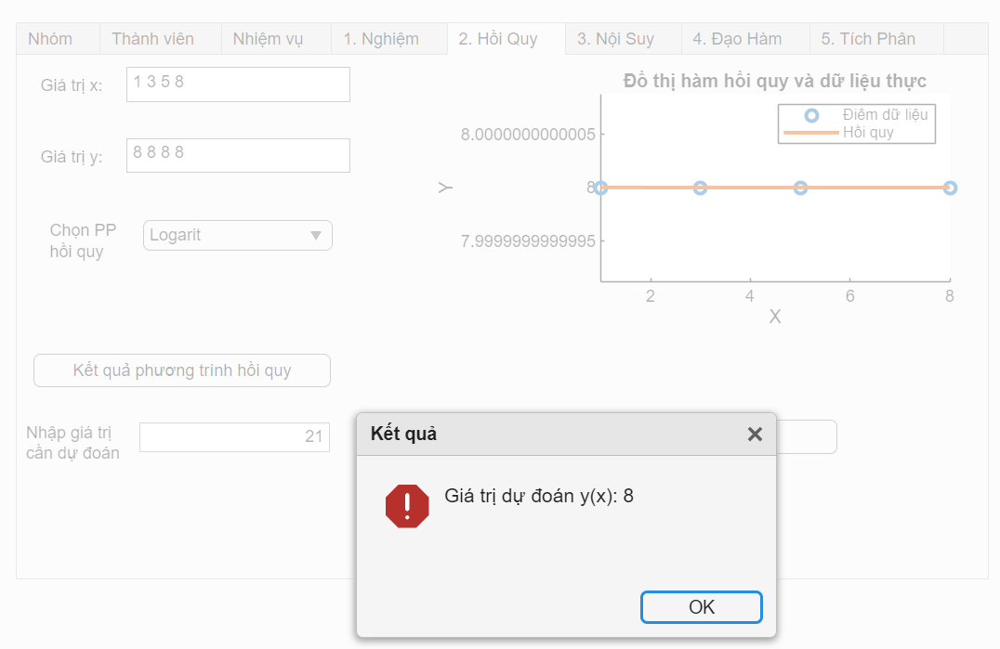 Nhóm
Thành viên
Nhiệm vụ
1. Nghiệm
2. Hồi Quy
3. Nội Suy
4. Đạo Hàm
5. Tích Phân
Giá trị x:
1 3 5 8
Giá trị y:
8 8 8 8
Chọn PP
hồi quy
Logarit
Đồ thị hàm hồi quy và dữ liệu thực
8.0000000000005
8
7.9999999999995
Y
Điểm dữ liệu
Hồi quy
2
4
6
8
X
Kết quả phương trình hồi quy
Nhập giá trị
cần dự đoán
21
Kết quả
Giá trị dự đoán y(x): 8
OK